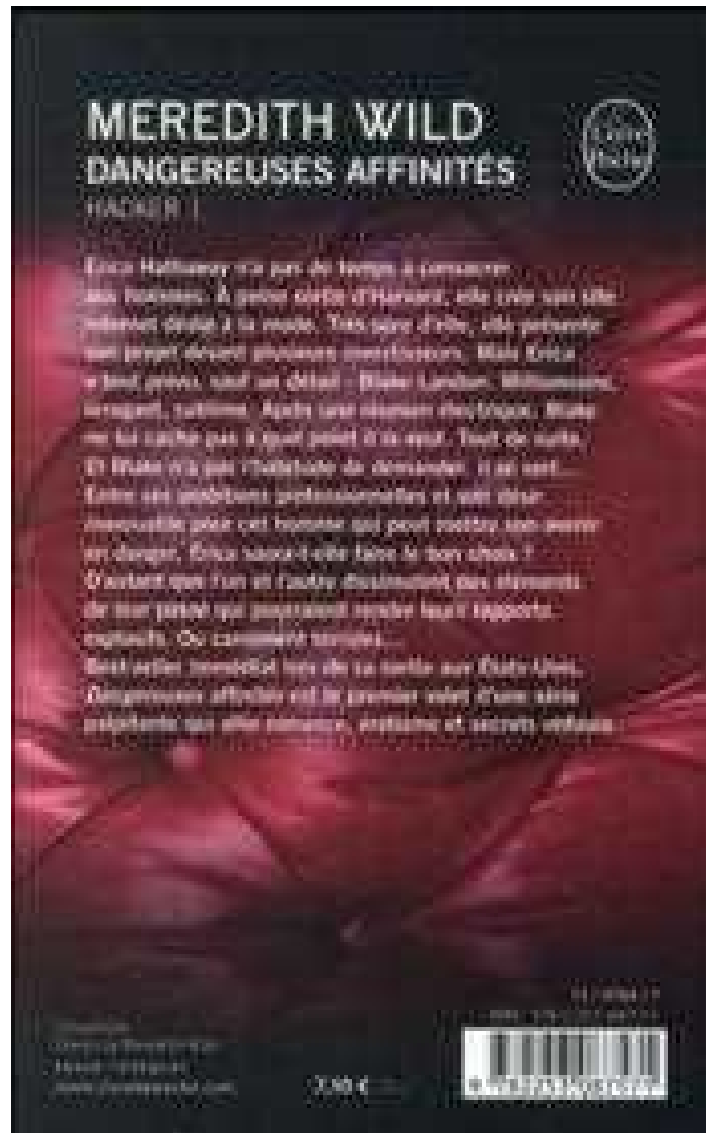 MEREDITH WILD
DANGEREUSES AFFINITÉS
HACKER I
Livre
Poche
Erica Hathaway n'a pas de temps à consacrer
aux hommes. À peine sortie d'Harvard, elle crée son site
internet dédié à la mode. Très sûre d'elle, elle présente
son projet devant plusieurs investisseurs. Mais Erica
a tout prévu, sauf un détail : Blake Landon. Millionnaire,
arrogant, sublime. Après une réunion électrique, Blake
ne lui cache pas à quel point il la veut. Tout de suite.
Et Blake n'a pas l'habitude de demander, il se sert...
Entre ses ambitions professionnelles et son désir
inavouable pour cet homme qui peut mettre son avenir
en danger, Erica saura-t-elle faire le bon choix ?
D'autant que l'un et l'autre dissimulent des éléments
de leur passé qui pourraient rendre leurs rapports
explosifs. Ou carrément torrides...
Best-seller immédiat lors de sa sortie aux États-Unis,
Dangereuses affinités est le premier volet d'une série
palpitante qui allie romance, érotisme et secrets enfouis.
7,10 €